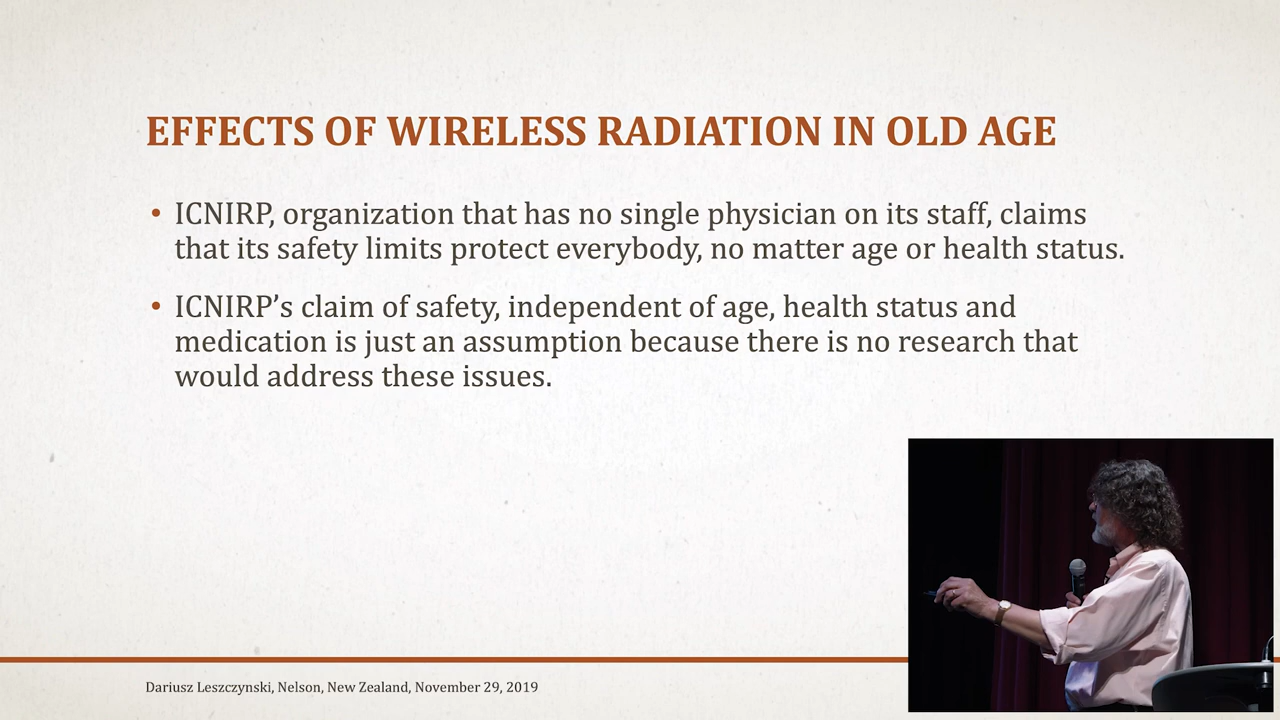 EFFECTS OF WIRELESS RADIATION IN OLD AGE
• ICNIRP, organization that has no single physician on its staff, claims
that its safety limits protect everybody, no matter age or health status.
• ICNIRP’s claim of safety, independent of age, health status and
medication is just an assumption because there is no research that
would address these issues.
Dariusz Leszczynski, Nelson, New Zealand, November 29, 2019